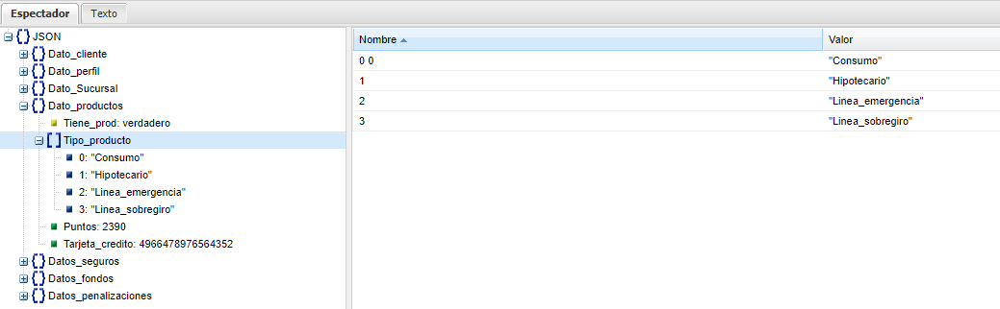 Espectador Texto
JSON
Dato_cliente
Dato_perfil
Dato_Sucursal
Dato_productos
Tiene_prod: verdadero
Tipo_producto
0: "Consumo"
1: "Hipotecario"
2: "Linea_emergencia"
3: "Linea_sobregiro"
Puntos: 2390
Tarjeta_credito: 4966478976564352
Datos_seguros
Datos_fondos
Datos_penalizaciones
Nombre Valor
0 0 "Consumo"
1 "Hipotecario"
2 "Linea_emergencia"
3 "Linea_sobregiro"